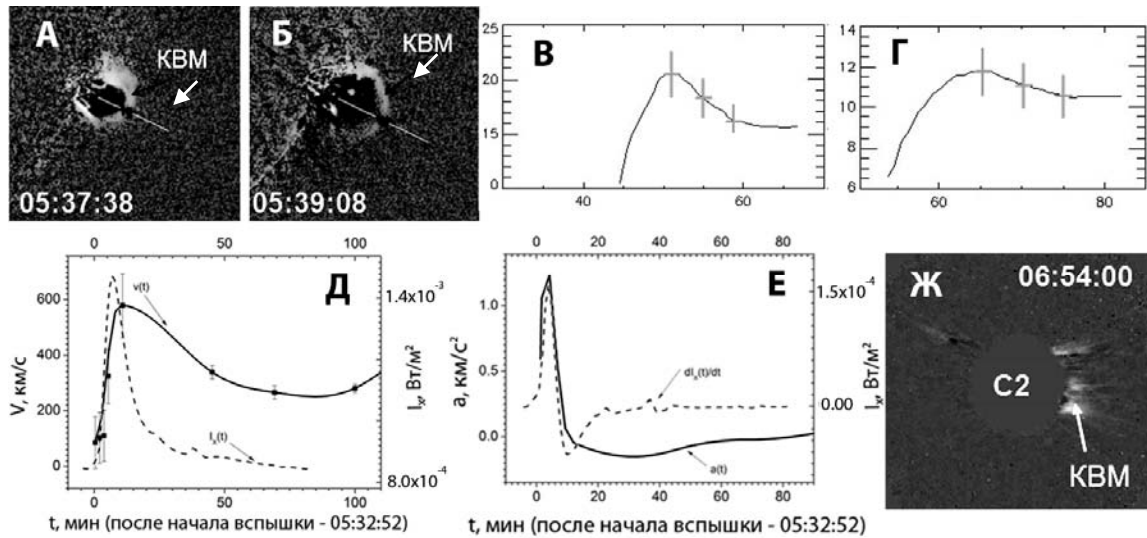 А
КВМ
05:37:38
Б
КВМ
05:39:08
В
25
20
15
0
40
60
Г
14
12
10
8
6
60
70
80
0
50
100
Д
600
400
200
0
V, км/с
v(t)
Iₓ(t)
1.4x10⁻³
8.0x10⁻⁴
Iₓ, Вт/м²
0
50
100
t, мин (после начала вспышки - 05:32:52)
0
20
40
60
80
Е
1.0
0.5
0.0
a, км/с²
dIₓ(t)/dt
a(t)
1.5x10⁻⁴
0.00
Iₓ, Вт/м²
0
20
40
60
80
t, мин (после начала вспышки - 05:32:52)
Ж
06:54:00
C2
КВМ